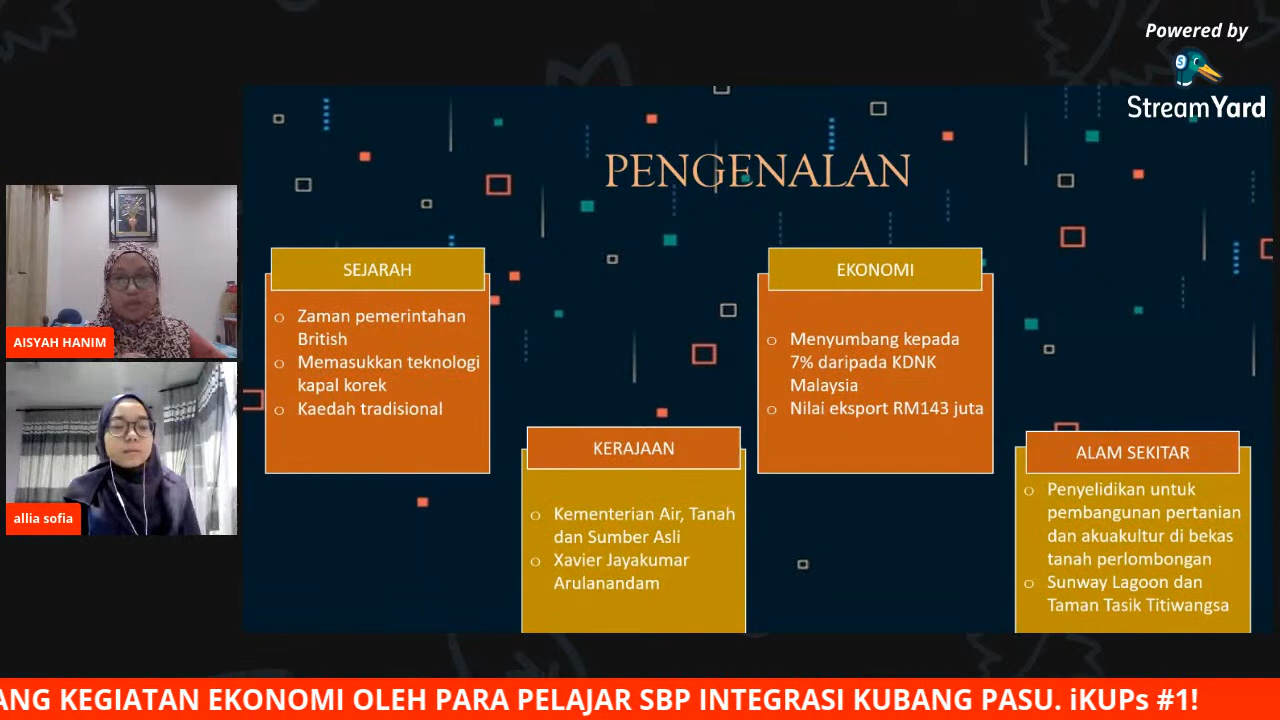 Powered by
StreamYard
PENGENALAN
SEJARAH
o Zaman pemerintahan
British
o Memasukkan teknologi
kapal korek
o Kaedah tradisional
KERAJAAN
o Kementerian Air, Tanah
dan Sumber Asli
o Xavier Jayakumar
Arulanandam
EKONOMI
o Menyumbang kepada
7% daripada KDNK
Malaysia
o Nilai eksport RM143 juta
ALAM SEKITAR
o Penyelidikan untuk
pembangunan pertanian
dan akuakultur di bekas
tanah perlombongan
o Sunway Lagoon dan
Taman Tasik Titiwangsa
AISYAH HANIM
allia sofia
ANG KEGIATAN EKONOMI OLEH PARA PELAJAR SBP INTEGRASI KUBANG PASU. iKUPs #1!